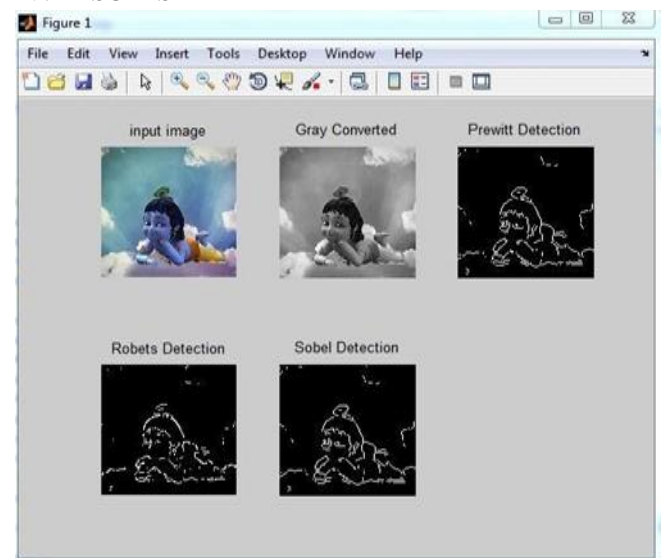 Figure 1
File Edit View Insert Tools Desktop Window Help
input image
Gray Converted
Prewitt Detection
Robets Detection
Sobel Detection